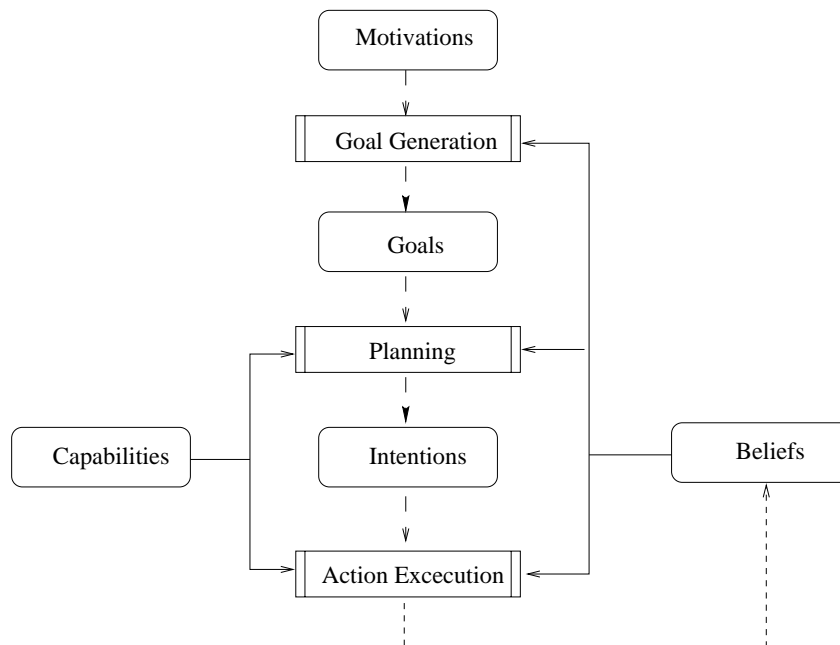 Motivations
Goal Generation
Goals
Planning
Capabilities
Intentions
Beliefs
Action Excecution